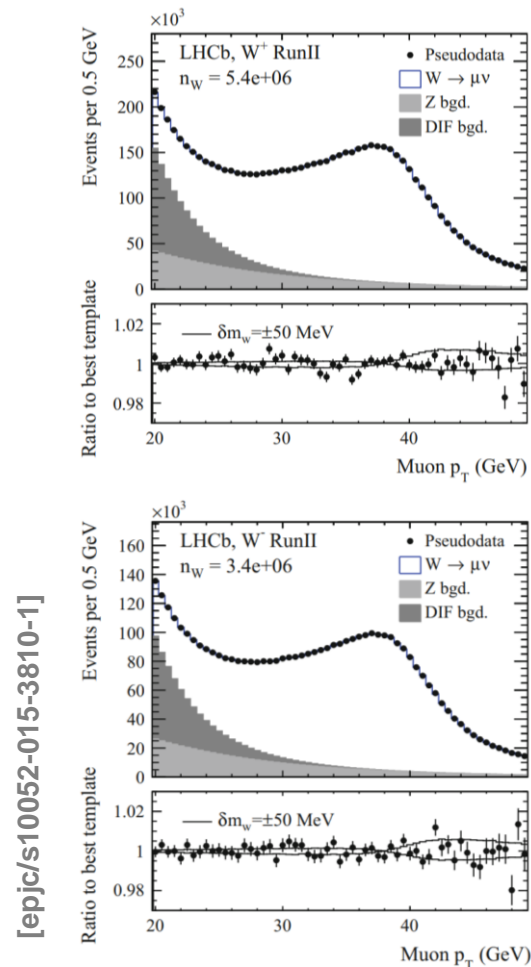 ×10³
LHCb, W⁺ RunII
n_W = 5.4e+06
Pseudodata
W → μν
Z bgd.
DIF bgd.
Events per 0.5 GeV
250
200
150
100
50
0
Ratio to best template
δm_w=±50 MeV
1.02
1
0.98
20
30
40
Muon p_T (GeV)
×10³
LHCb, W⁻ RunII
n_W = 3.4e+06
Pseudodata
W → μν
Z bgd.
DIF bgd.
Events per 0.5 GeV
160
140
120
100
80
60
40
20
0
Ratio to best template
δm_w=±50 MeV
1.02
1
0.98
20
30
40
Muon p_T (GeV)
[epjc/s10052-015-3810-1]